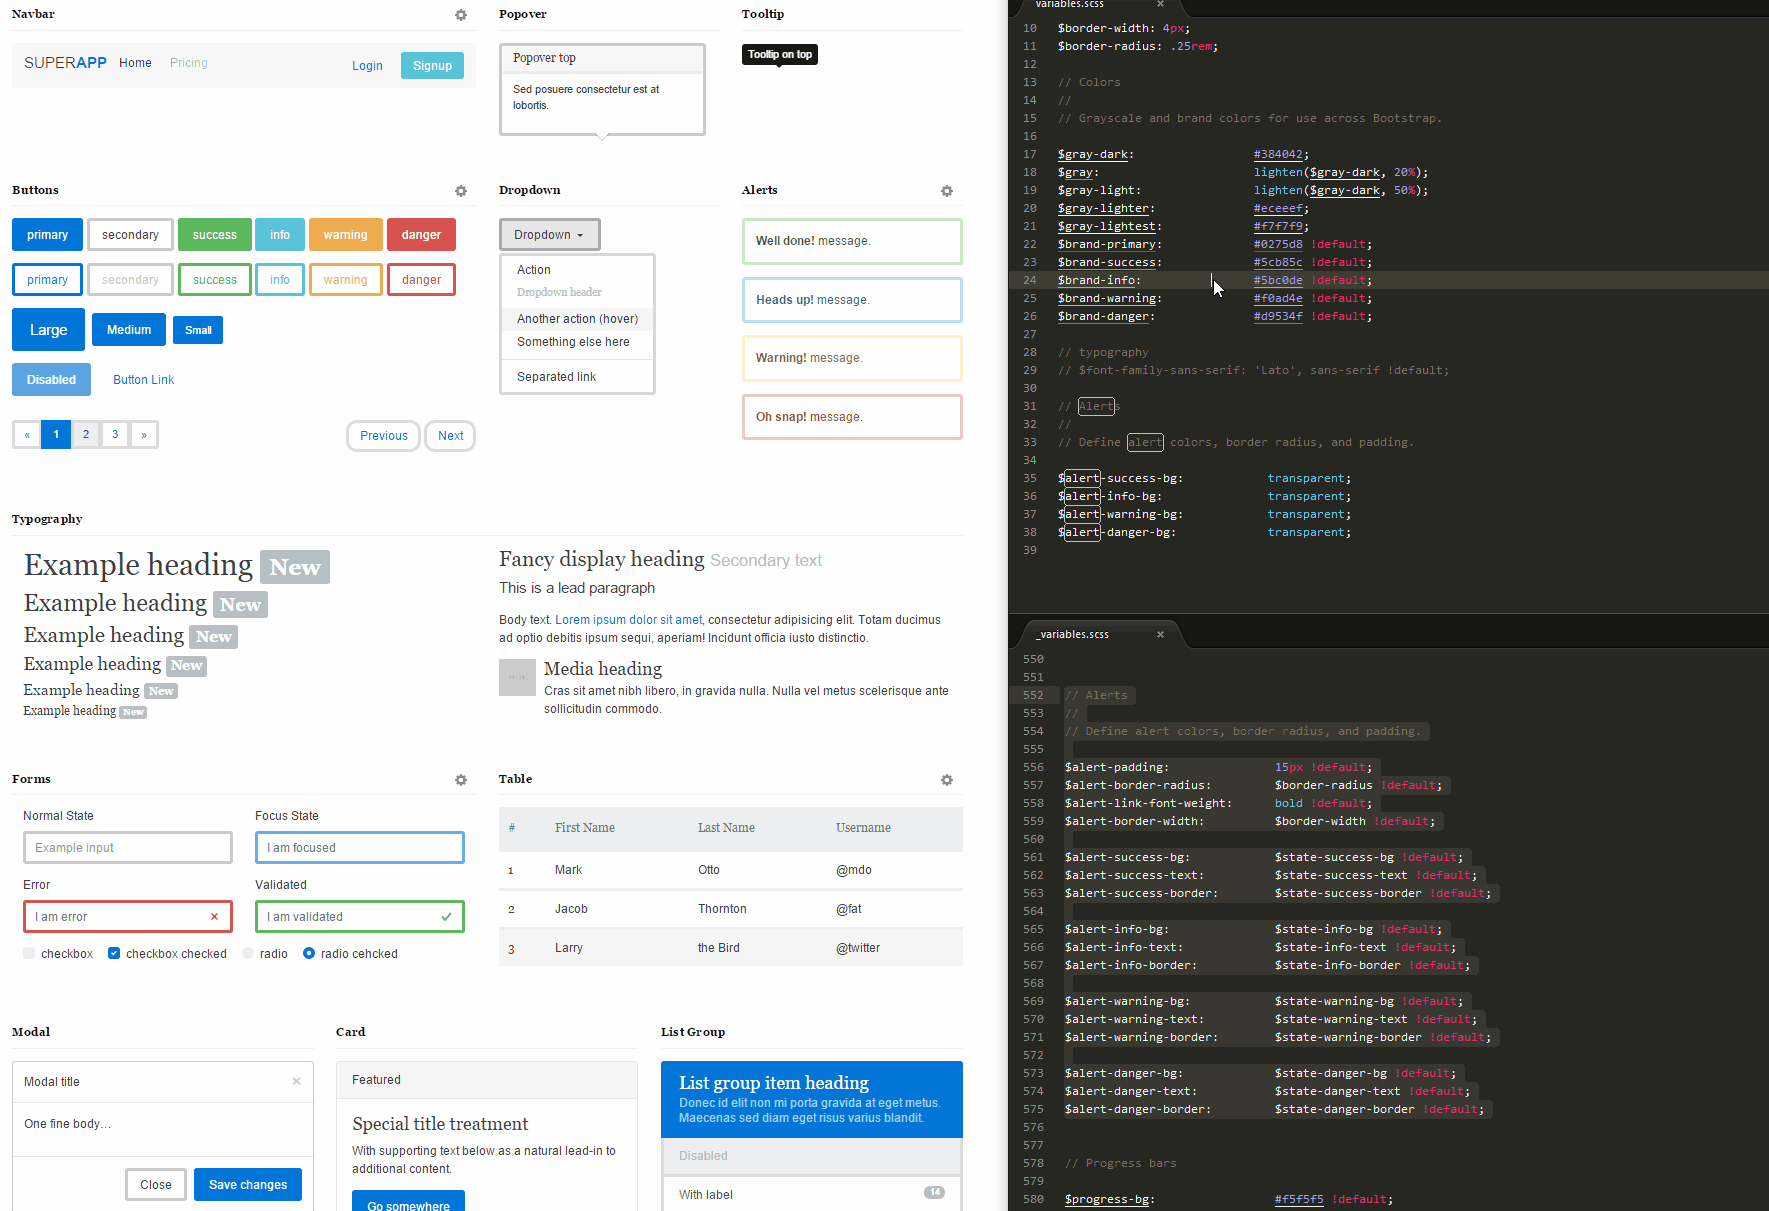 Navbar
SUPERAPP Home Pricing Login Signup
Popover
Popover top
Sed posuere consectetur est at
lobortis.
Tooltip
Tooltip on top
Buttons
primary secondary success info warning danger
primary secondary success info warning danger
Large Medium Small
Disabled Button Link
« 1 2 3 » Previous Next
Dropdown
Dropdown
Action
Dropdown header
Another action (hover)
Something else here
Separated link
Alerts
Well done! message.
Heads up! message.
Warning! message.
Oh snap! message.
Typography
Example heading New
Example heading New
Example heading New
Example heading New
Example heading New
Example heading New
Fancy display heading Secondary text
This is a lead paragraph
Body text. Lorem ipsum dolor sit amet, consectetur adipisicing elit. Totam ducimus
ad optio debitis ipsum sequi, aperiam! Incidunt officia iusto distinctio.
Media heading
Cras sit amet nibh libero, in gravida nulla. Nulla vel metus scelerisque ante
sollicitudin commodo.
Forms
Normal State Focus State
Example input I am focused
Error Validated
I am error × I am validated
checkbox checkbox checked radio radio cehcked
Table
# First Name Last Name Username
1 Mark Otto @mdo
2 Jacob Thornton @fat
3 Larry the Bird @twitter
Modal
Modal title ×
One fine body…
Close Save changes
Card
Featured
Special title treatment
With supporting text below as a natural lead-in to
additional content.
Go somewhere
List Group
List group item heading
Donec id elit non mi porta gravida at eget metus.
Maecenas sed diam eget risus varius blandit.
Disabled
With label 14
variables.scss ×
10 $border-width: 4px;
11 $border-radius: .25rem;
12
13 // Colors
14 //
15 // Grayscale and brand colors for use across Bootstrap.
16
17 $gray-dark: #384042;
18 $gray: lighten($gray-dark, 20%);
19 $gray-light: lighten($gray-dark, 50%);
20 $gray-lighter: #eceeef;
21 $gray-lightest: #f7f7f9;
22 $brand-primary: #0275d8 !default;
23 $brand-success: #5cb85c !default;
24 $brand-info: #5bc0de !default;
25 $brand-warning: #f0ad4e !default;
26 $brand-danger: #d9534f !default;
27
28 // typography
29 // $font-family-sans-serif: 'Lato', sans-serif !default;
30
31 // Alerts
32 //
33 // Define alert colors, border radius, and padding.
34
35 $alert-success-bg: transparent;
36 $alert-info-bg: transparent;
37 $alert-warning-bg: transparent;
38 $alert-danger-bg: transparent;
39
_variables.scss ×
550
551
552 // Alerts
553 //
554 // Define alert colors, border radius, and padding.
555
556 $alert-padding: 15px !default;
557 $alert-border-radius: $border-radius !default;
558 $alert-link-font-weight: bold !default;
559 $alert-border-width: $border-width !default;
560
561 $alert-success-bg: $state-success-bg !default;
562 $alert-success-text: $state-success-text !default;
563 $alert-success-border: $state-success-border !default;
564
565 $alert-info-bg: $state-info-bg !default;
566 $alert-info-text: $state-info-text !default;
567 $alert-info-border: $state-info-border !default;
568
569 $alert-warning-bg: $state-warning-bg !default;
570 $alert-warning-text: $state-warning-text !default;
571 $alert-warning-border: $state-warning-border !default;
572
573 $alert-danger-bg: $state-danger-bg !default;
574 $alert-danger-text: $state-danger-text !default;
575 $alert-danger-border: $state-danger-border !default;
576
577
578 // Progress bars
579
580 $progress-bg: #f5f5f5 !default;